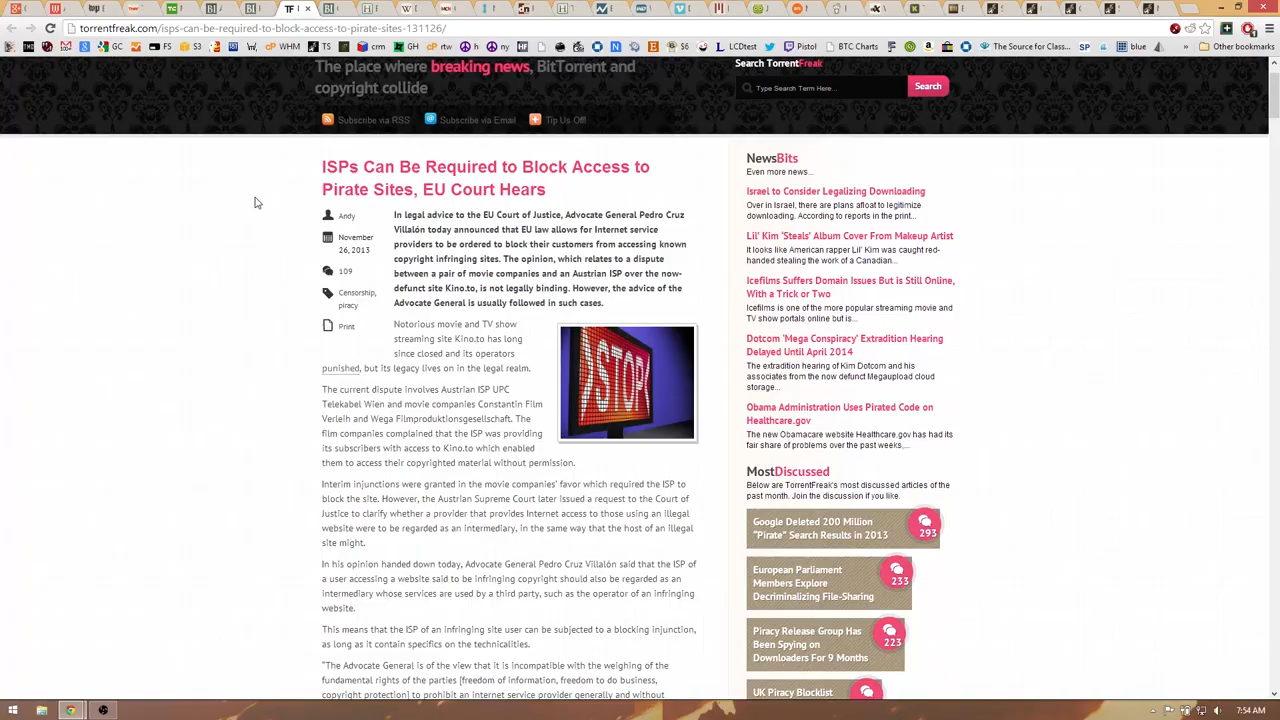 TF
torrentfreak.com/isps-can-be-required-to-block-access-to-pirate-sites-131126/
GC
FS
S3
WHM
TS
crm
GH
rtw
ny
$6
LCDtest
Pistol
BTC Charts
The Source of Class...
SP
blue
Other bookmarks
The place where breaking news, BitTorrent and
copyright collide
Subscribe via RSS
Subscribe via Email
Tip Us Off
Search TorrentFreak
Type Search Term Here...
Search
ISPs Can Be Required to Block Access to
Pirate Sites, EU Court Hears
Andy
November
26, 2013
109
Censorship,
piracy
Print
In legal advice to the EU Court of Justice, Advocate General Pedro Cruz
Villalón today announced that EU law allows for Internet service
providers to be ordered to block their customers from accessing known
copyright infringing sites. The opinion, which relates to a dispute
between a pair of movie companies and an Austrian ISP over the now-
defunct site Kino.to, is not legally binding. However, the advice of the
Advocate General is usually followed in such cases.
Notorious movie and TV show
streaming site Kino.to has long
since closed and its operators
punished, but its legacy lives on in the legal realm.
STOP!
The current dispute involves Austrian ISP UPC
Telekabel Wien and movie companies Constantin Film
Verleih and Wega Filmproduktionsgesellschaft. The
film companies complained that the ISP was providing
its subscribers with access to Kino.to which enabled
them to access their copyrighted material without permission.
Interim injunctions were granted in the movie companies' favor which required the ISP to
block the site. However, the Austrian Supreme Court later issued a request to the Court of
Justice to clarify whether a provider that provides Internet access to those using an illegal
website were to be regarded as an intermediary, in the same way that the host of an illegal
site might.
In his opinion handed down today, Advocate General Pedro Cruz Villalón said that the ISP of
a user accessing a website said to be infringing copyright should also be regarded as an
intermediary whose services are used by a third party, such as the operator of an infringing
website.
This means that the ISP of an infringing site user can be subjected to a blocking injunction,
as long as it contain specifics on the technicalities.
"The Advocate General is of the view that it is incompatible with the weighing of the
fundamental rights of the parties [freedom of information, freedom to do business,
copyright protection] to prohibit an internet service provider generally and without
NewsBits
Even more news...
Israel to Consider Legalizing Downloading
Over in Israel, there are plans afloat to legitimize
downloading. According to reports in the print...
Lil' Kim 'Steals' Album Cover From Makeup Artist
It looks like American rapper Lil' Kim was caught red-
handed stealing the work of a Canadian...
Icefilms Suffers Domain Issues But is Still Online,
With a Trick or Two
Icefilms is one of the more popular streaming movie and
TV show portals online but is...
Dotcom 'Mega Conspiracy' Extradition Hearing
Delayed Until April 2014
The extradition hearing of Kim Dotcom and his
associates from the now defunct Megaupload cloud
storage...
Obama Administration Uses Pirated Code on
Healthcare.gov
The new Obamacare website Healthcare.gov has had its
fair share of problems over the past weeks,...
MostDiscussed
Below are TorrentFreak's most discussed articles of the
past month. Join the discussion if you like.
Google Deleted 200 Million
"Pirate" Search Results in 2013
293
European Parliament
Members Explore
Decriminalizing File-Sharing
233
Piracy Release Group Has
Been Spying on
Downloaders For 9 Months
223
UK Piracy Blocklist
7:54 AM